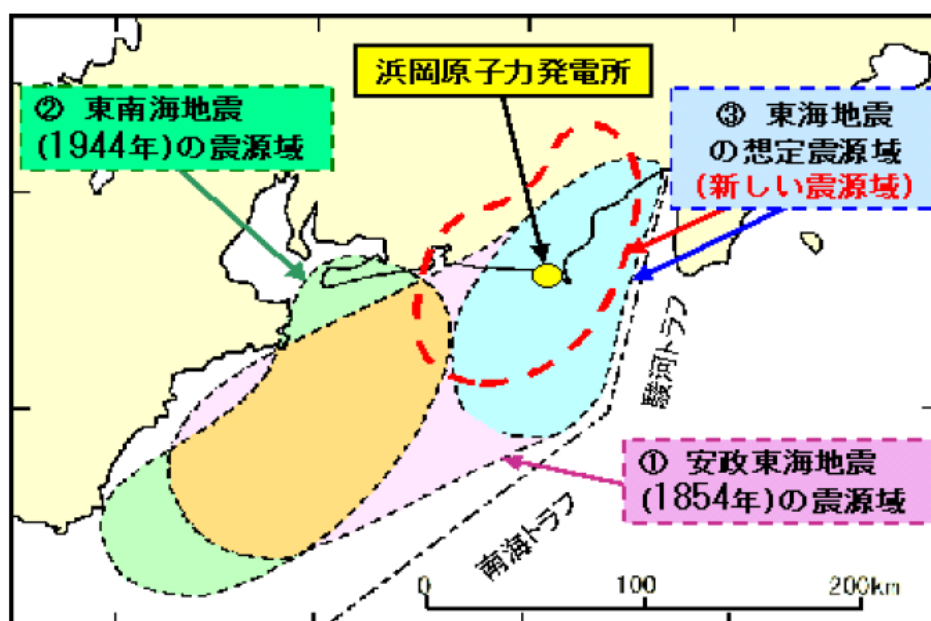 浜岡原子力発電所
② 東南海地震
(1944年)の震源域
③ 東海地震
の想定震源域
(新しい震源域)
駿河トラフ
① 安政東海地震
(1854年)の震源域
南海トラフ
0 100 200km